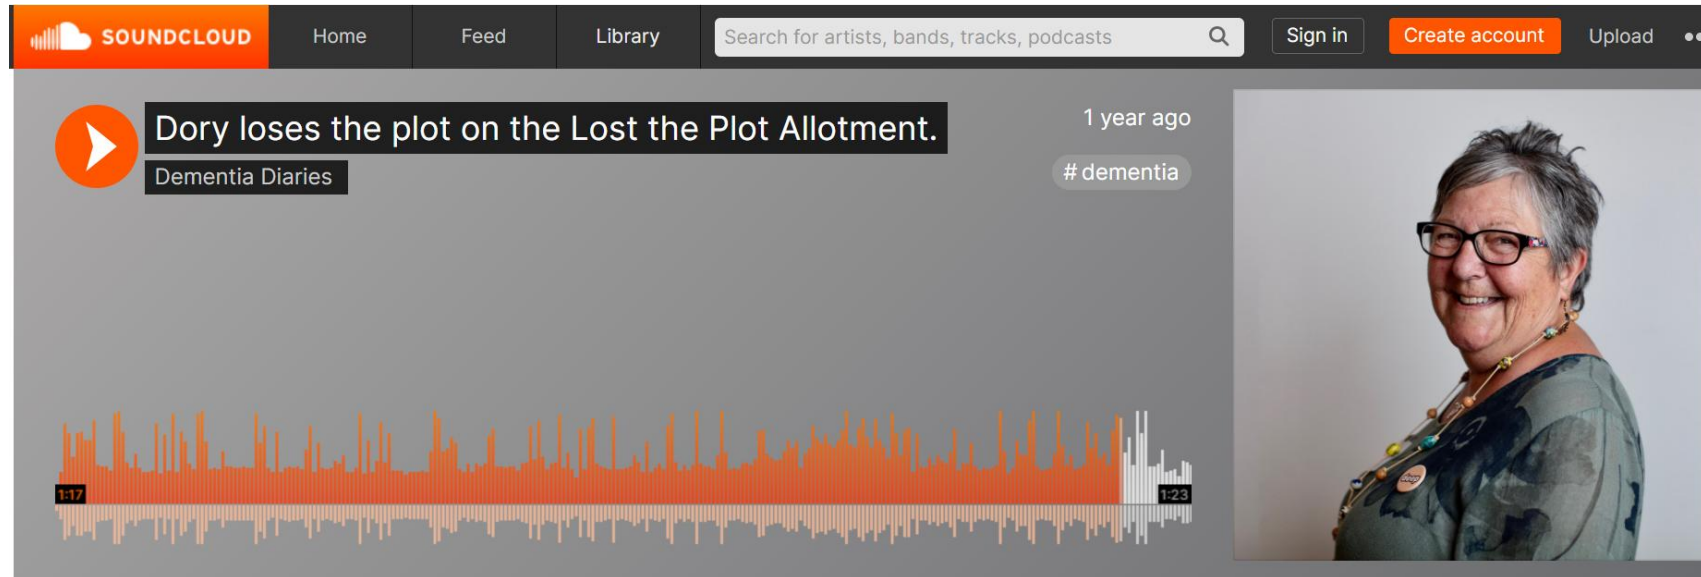 SOUNDCLOUD
Home
Feed
Library
Search for artists, bands, tracks, podcasts
Sign in
Create account
Upload
Dory loses the plot on the Lost the Plot Allotment.
1 year ago
Dementia Diaries
# dementia
1:17
1:23